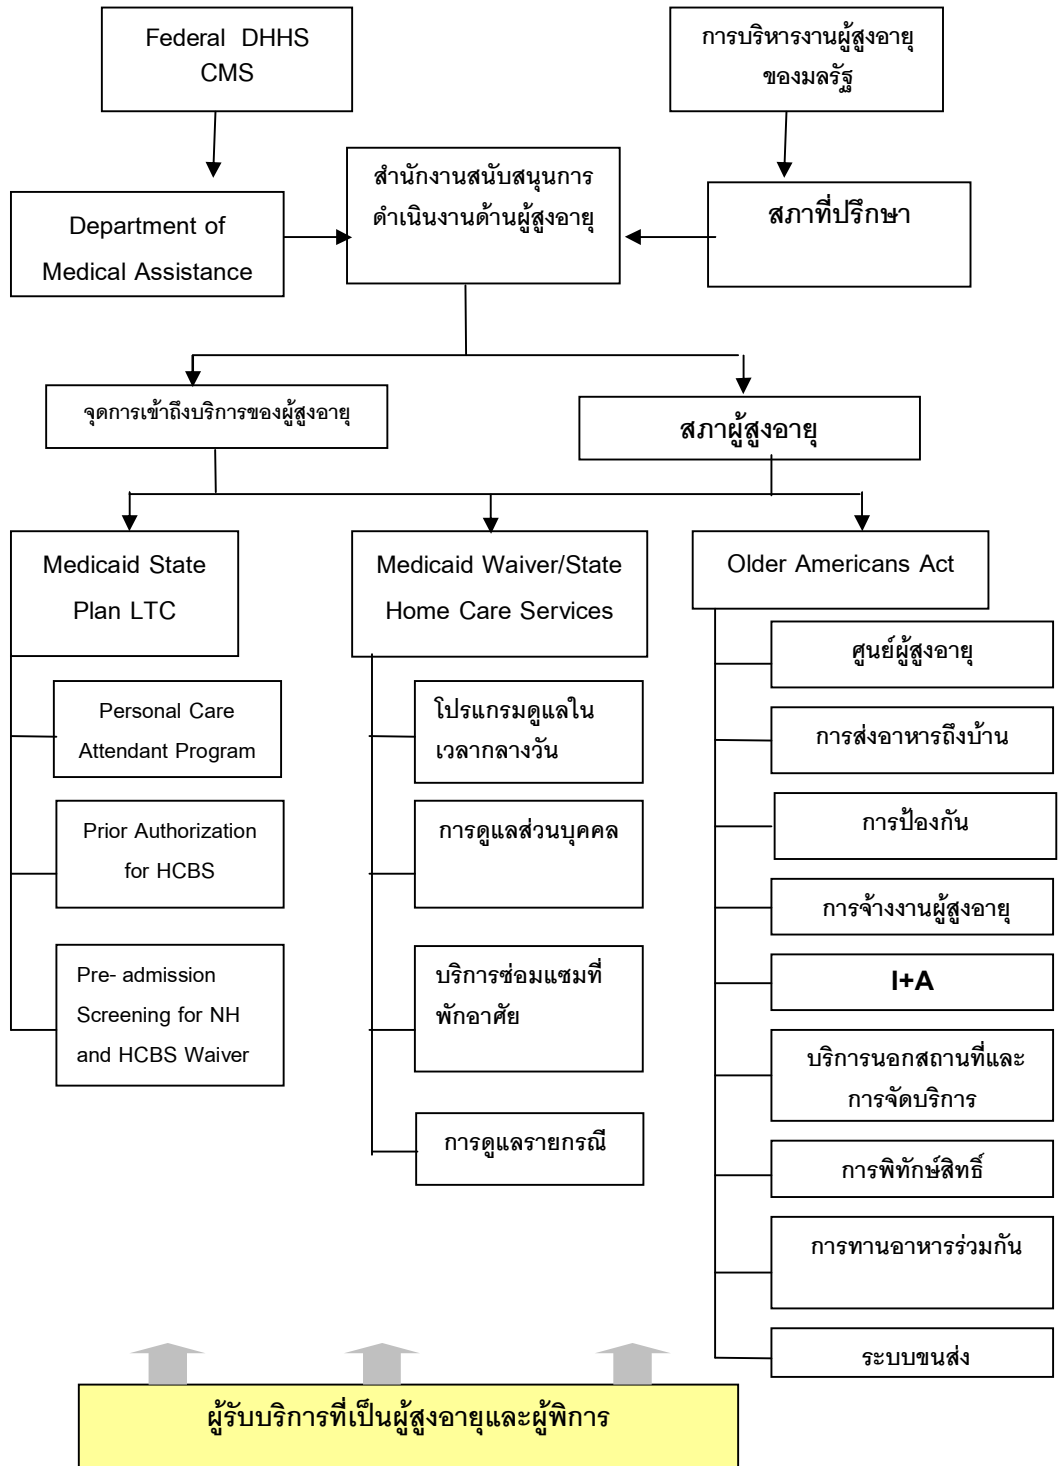 Federal DHHS
CMS
การบริหารงานผู้สูงอายุ
ของมลรัฐ
Department of
Medical Assistance
สำนักงานสนับสนุนการ
ดำเนินงานด้านผู้สูงอายุ
สภาที่ปรึกษา
จุดการเข้าถึงบริการของผู้สูงอายุ
สภาผู้สูงอายุ
Medicaid State
Plan LTC
Personal Care
Attendant Program
Prior Authorization
for HCBS
Pre- admission
Screening for NH
and HCBS Waiver
Medicaid Waiver/State
Home Care Services
โปรแกรมดูแลใน
เวลากลางวัน
การดูแลส่วนบุคคล
บริการซ่อมแซมที่
พักอาศัย
การดูแลรายกรณี
Older Americans Act
ศูนย์ผู้สูงอายุ
การส่งอาหารถึงบ้าน
การป้องกัน
การจ้างงานผู้สูงอายุ
I+A
บริการนอกสถานที่และ
การจัดบริการ
การพิทักษ์สิทธิ์
การทานอาหารร่วมกัน
ระบบขนส่ง
ผู้รับบริการที่เป็นผู้สูงอายุและผู้พิการ